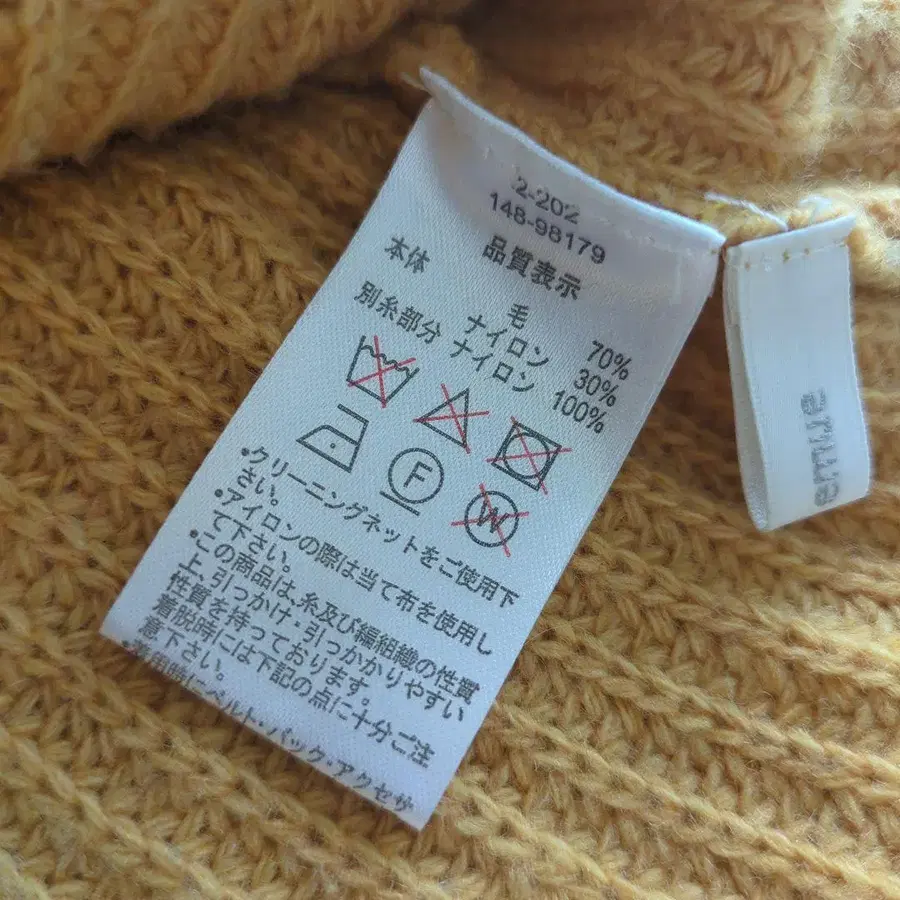 2-202
148-98179
品質表示
本体 毛 70%
ナイロン 30%
別糸部分 ナイロン 100%
F
W
•クリーニングネットをご使用下
さい。
•アイロンの際は当て布を使用し
て下さい。
•この商品は、糸及び編組織の性質
上、引っかけ・引っかかりやすい
性質を持っております。
着脱時には下記の点に十分ご注
意下さい。
•着用時にベルト・バック・アクセサ